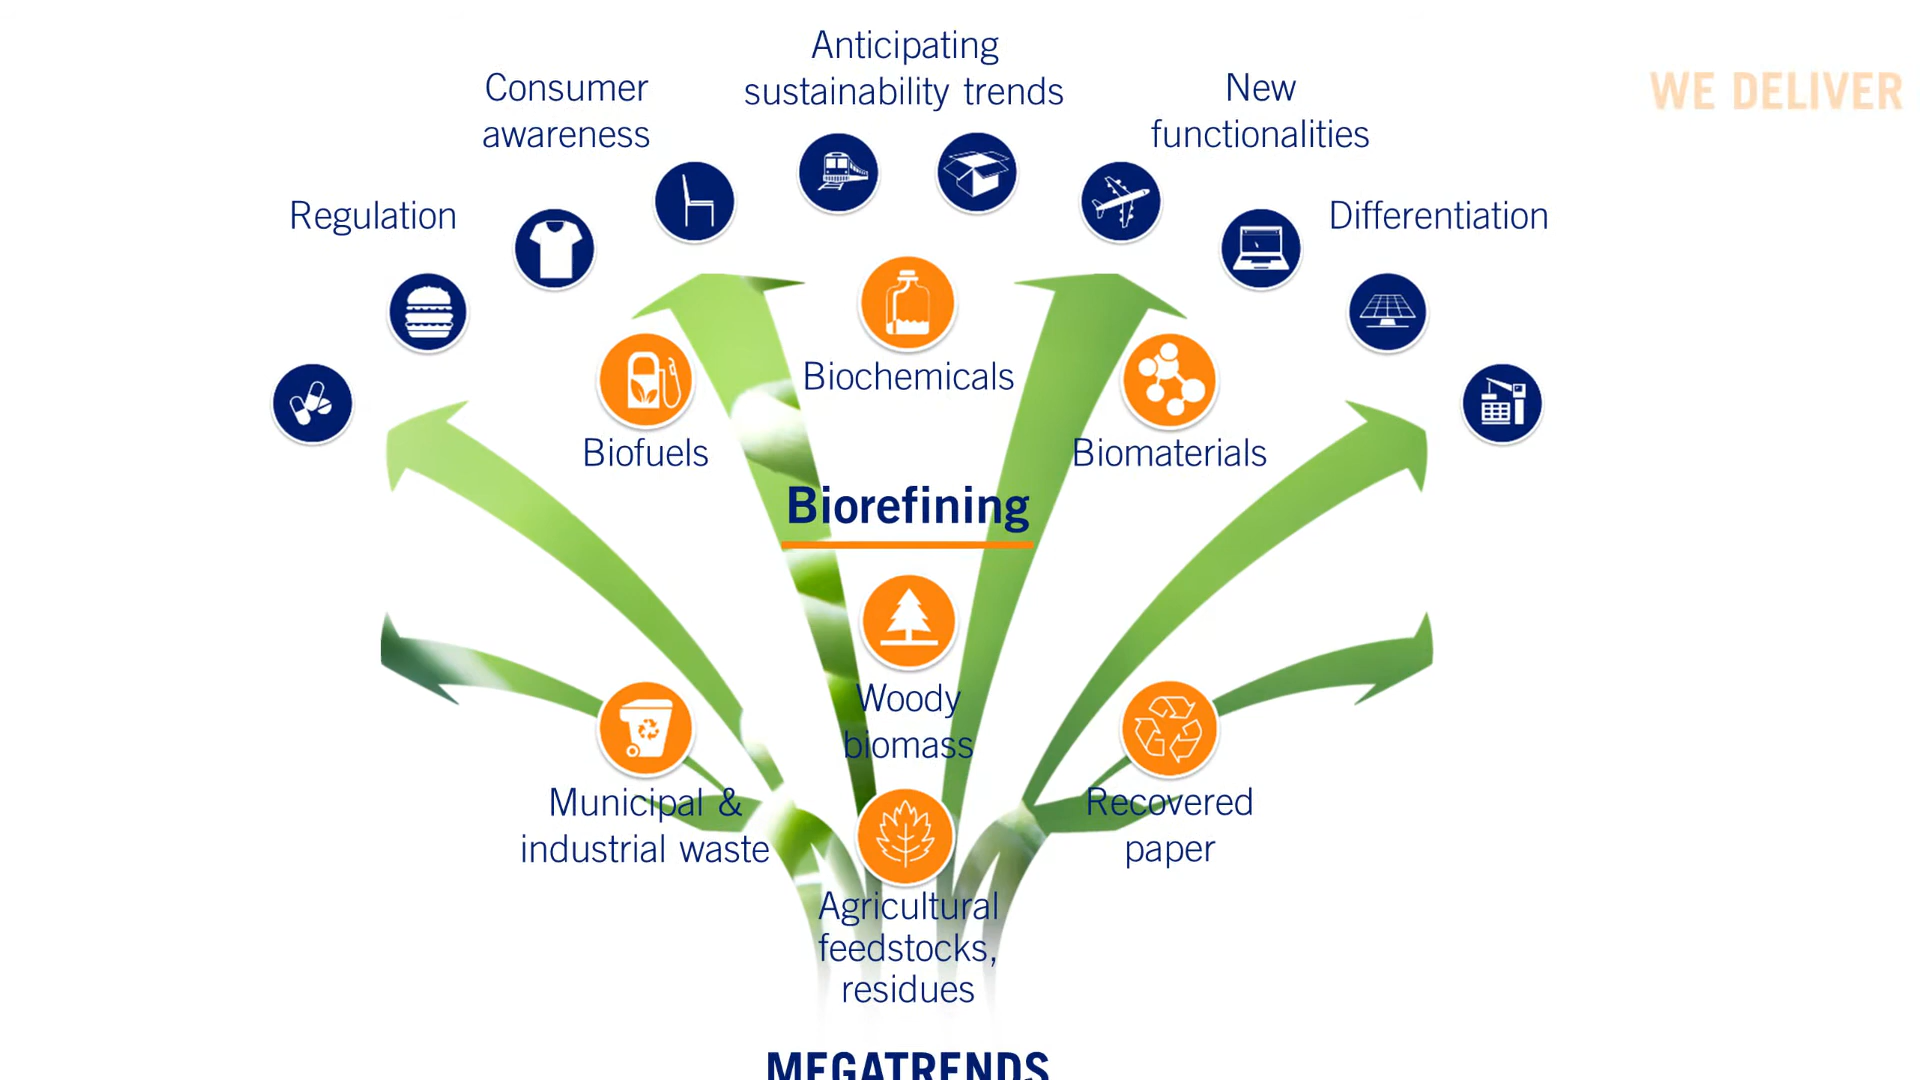 Anticipating
sustainability trends
Consumer
awareness
New
functionalities
WE DELIVER
Regulation
Differentiation
Biochemicals
Biofuels
Biomaterials
Biorefining
Woody
biomass
Municipal &
industrial waste
Recovered
paper
Agricultural
feedstocks,
residues
MEGATRENDS